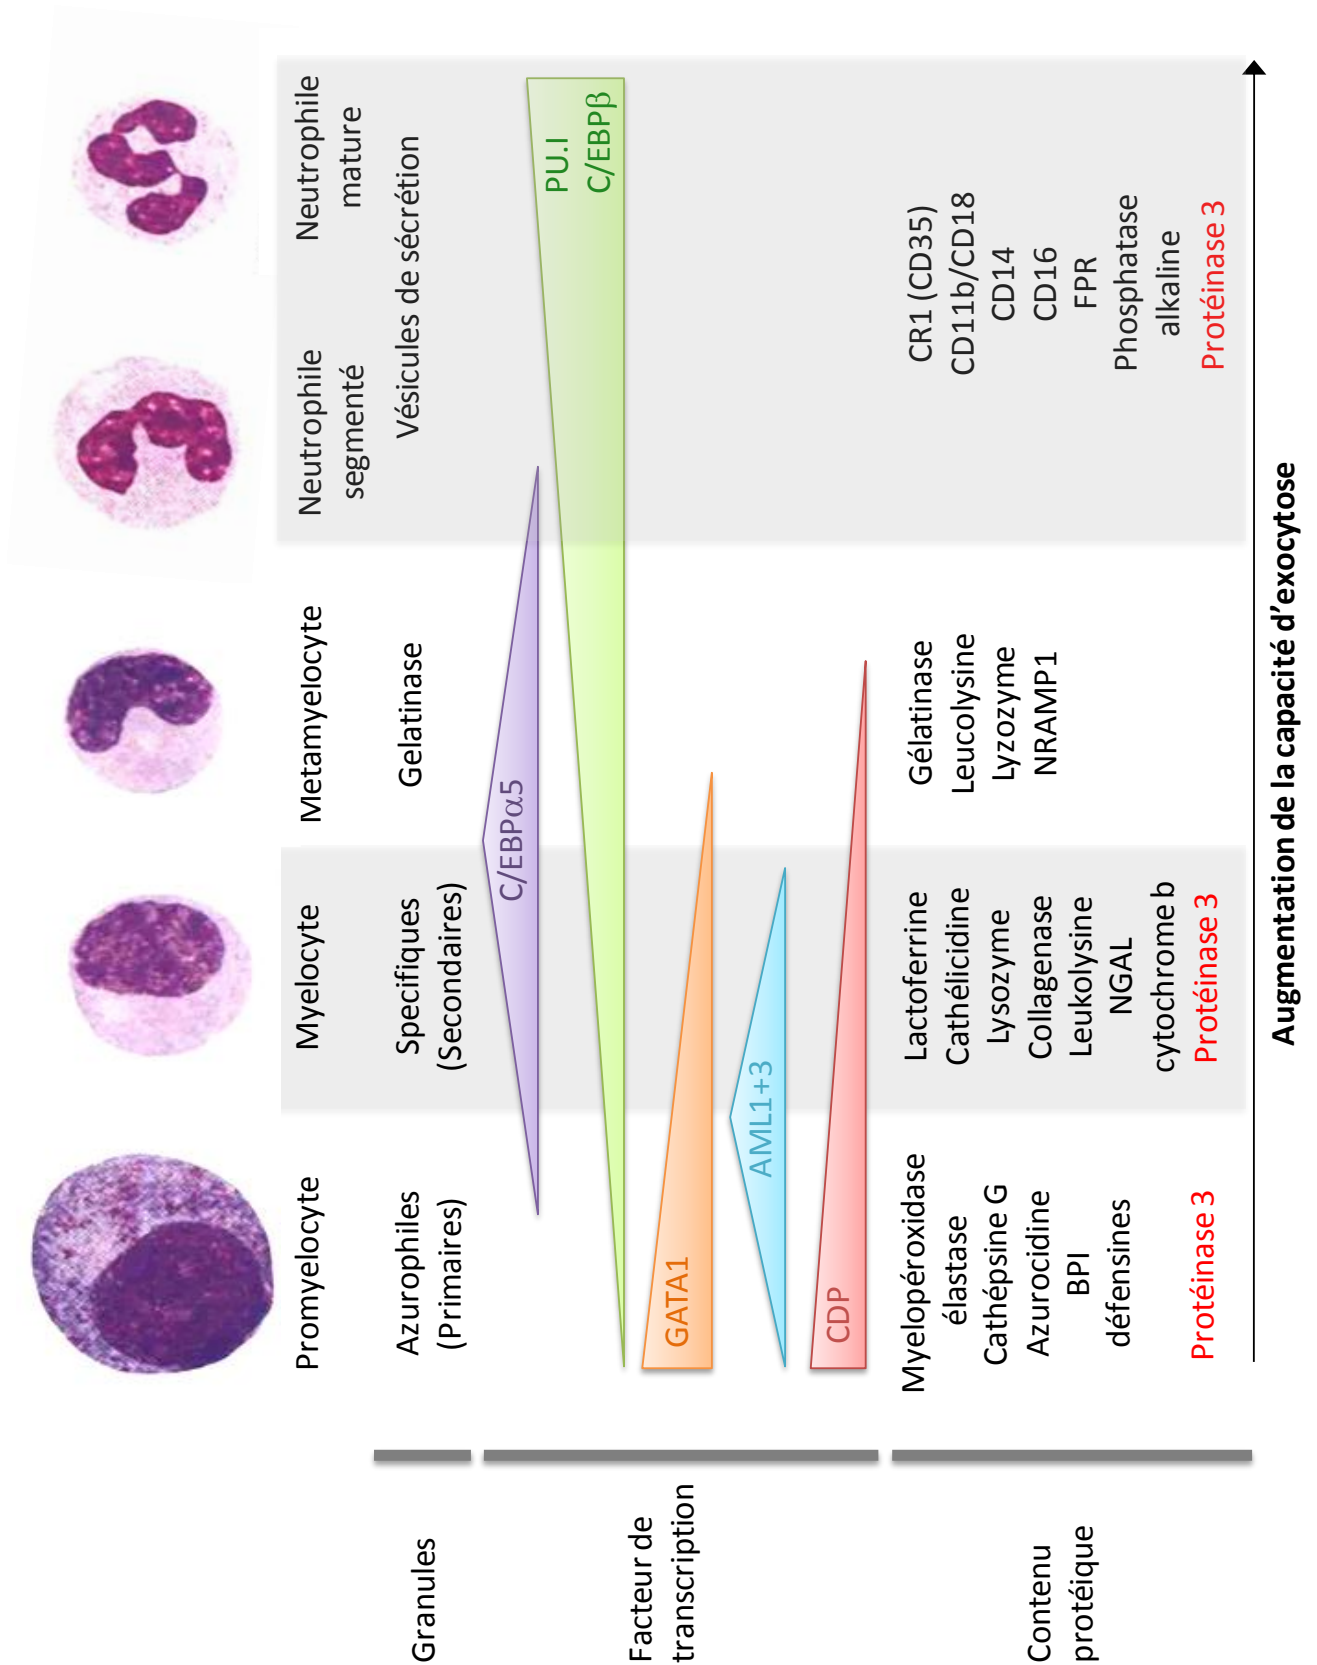 Promyelocyte
Myelocyte
Metamyelocyte
Neutrophile
segmenté
Neutrophile
mature
Granules
Azurophiles
(Primaires)
Specifiques
(Secondaires)
Gelatinase
Vésicules de sécrétion
Facteur de
transcription
C/EBPα5
PU.I
C/EBPβ
GATA1
AML1+3
CDP
Contenu
protéique
Myelopéroxidase
élastase
Cathépsine G
Azurocidine
BPI
défensines
Protéinase 3
Lactoferrine
Cathélicidine
Lysozyme
Collagenase
Leukolysine
NGAL
cytochrome b
Protéinase 3
Gélatinase
Leucolysine
Lyzozyme
NRAMP1
CR1 (CD35)
CD11b/CD18
CD14
CD16
FPR
Phosphatase
alkaline
Protéinase 3
Augmentation de la capacité d'exocytose